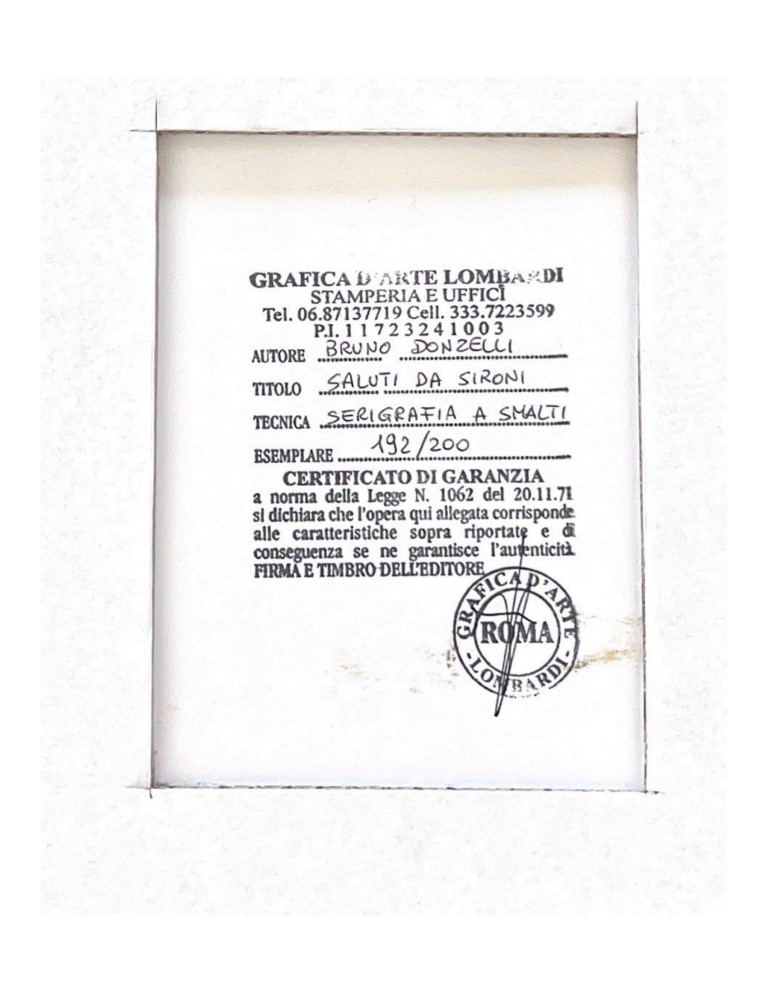 GRAFICA D'ARTE LOMBARDI
STAMPERIA E UFFICI
Tel. 06.87137719 Cell. 333.7223599
P.I. 11723241003
AUTORE BRUNO DONZELLI
TITOLO SALUTI DA SIRONI
TECNICA SERIGRAFIA A SMALTI
ESEMPLARE 192/200
CERTIFICATO DI GARANZIA
a norma della Legge N. 1062 del 20.11.71
si dichiara che l'opera qui allegata corrisponde
alle caratteristiche sopra riportate e di
conseguenza se ne garantisce l'autenticità
FIRMA E TIMBRO DELL'EDITORE
GRAFICA D'ARTE
ROMA
- LOMBARDI -